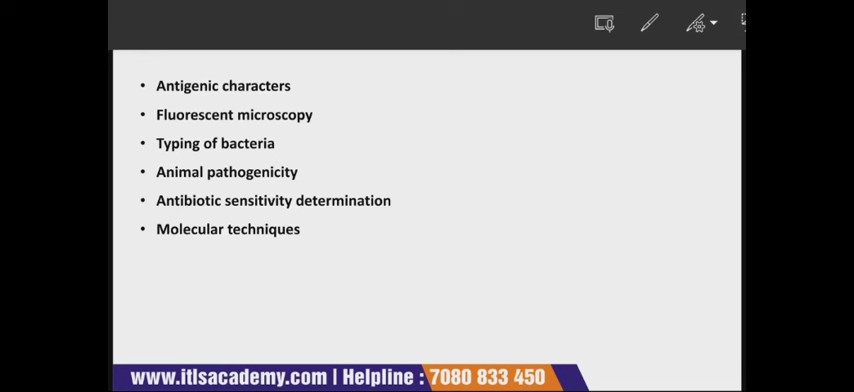 • Antigenic characters
• Fluorescent microscopy
• Typing of bacteria
• Animal pathogenicity
• Antibiotic sensitivity determination
• Molecular techniques
www.itlsacademy.com | Helpline : 7080 833 450